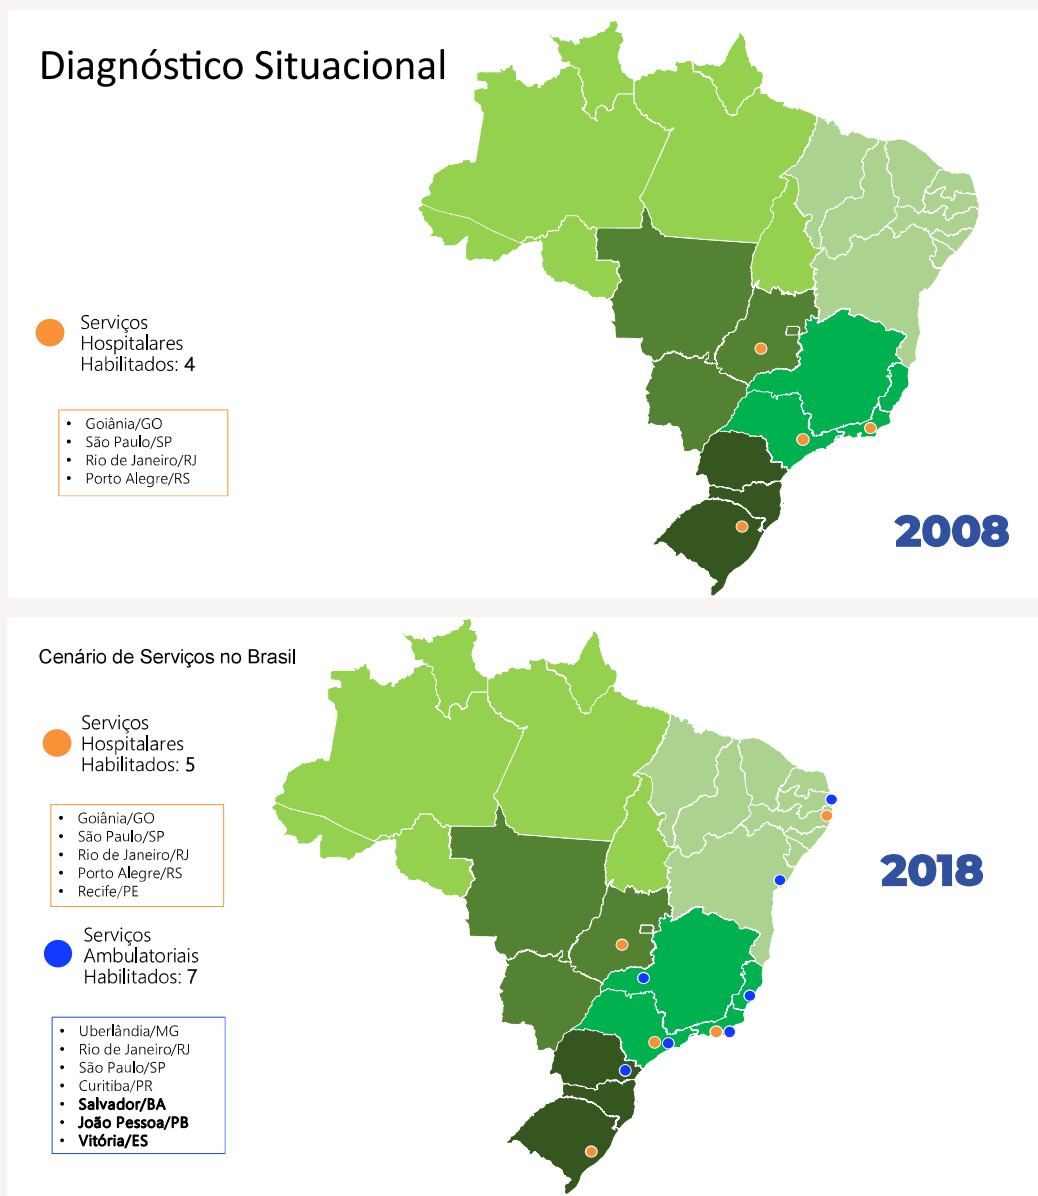 Diagnóstico Situacional
Serviços
Hospitalares
Habilitados: 4
• Goiânia/GO
• São Paulo/SP
• Rio de Janeiro/RJ
• Porto Alegre/RS
2008
Cenário de Serviços no Brasil
Serviços
Hospitalares
Habilitados: 5
• Goiânia/GO
• São Paulo/SP
• Rio de Janeiro/RJ
• Porto Alegre/RS
• Recife/PE
2018
Serviços
Ambulatoriais
Habilitados: 7
• Uberlândia/MG
• Rio de Janeiro/RJ
• São Paulo/SP
• Curitiba/PR
• Salvador/BA
• João Pessoa/PB
• Vitória/ES